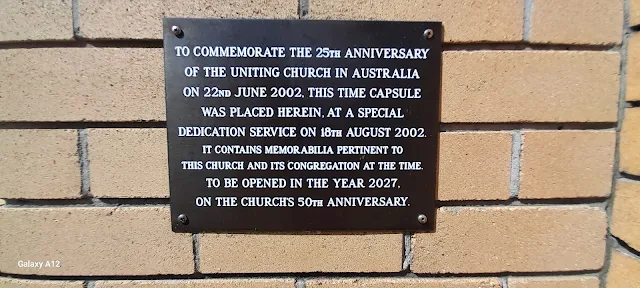 TO COMMEMORATE THE 25TH ANNIVERSARY
OF THE UNITING CHURCH IN AUSTRALIA
ON 22ND JUNE 2002, THIS TIME CAPSULE
WAS PLACED HEREIN, AT A SPECIAL
DEDICATION SERVICE ON 18TH AUGUST 2002.
IT CONTAINS MEMORABILIA PERTINENT TO
THIS CHURCH AND ITS CONGREGATION AT THE TIME.
TO BE OPENED IN THE YEAR 2027,
ON THE CHURCH'S 50TH ANNIVERSARY.
Galaxy A12